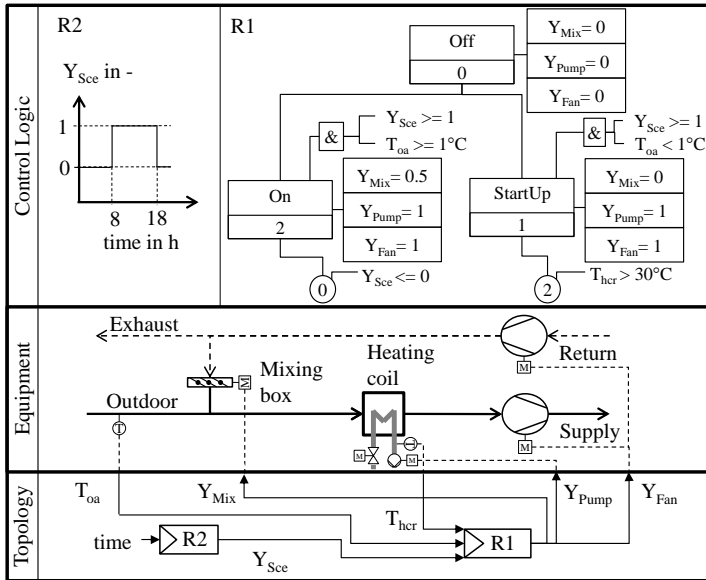 Control Logic
R2
Y_Sce in -
1
0
8 18
time in h
R1
Off
0
Y_Mix= 0
Y_Pump= 0
Y_Fan= 0
&
Y_Sce >= 1
T_oa >= 1°C
&
Y_Sce >= 1
T_oa < 1°C
On
2
Y_Mix= 0.5
Y_Pump= 1
Y_Fan= 1
StartUp
1
Y_Mix= 0
Y_Pump= 1
Y_Fan= 1
0
Y_Sce <= 0
2
T_hcr > 30°C
Equipment
Exhaust
Return
M
Mixing
box
M
Heating
coil
Outdoor
T
Supply
M
M
T
M
Topology
T_oa
Y_Mix
T_hcr
Y_Pump
Y_Fan
time
R2
Y_Sce
R1